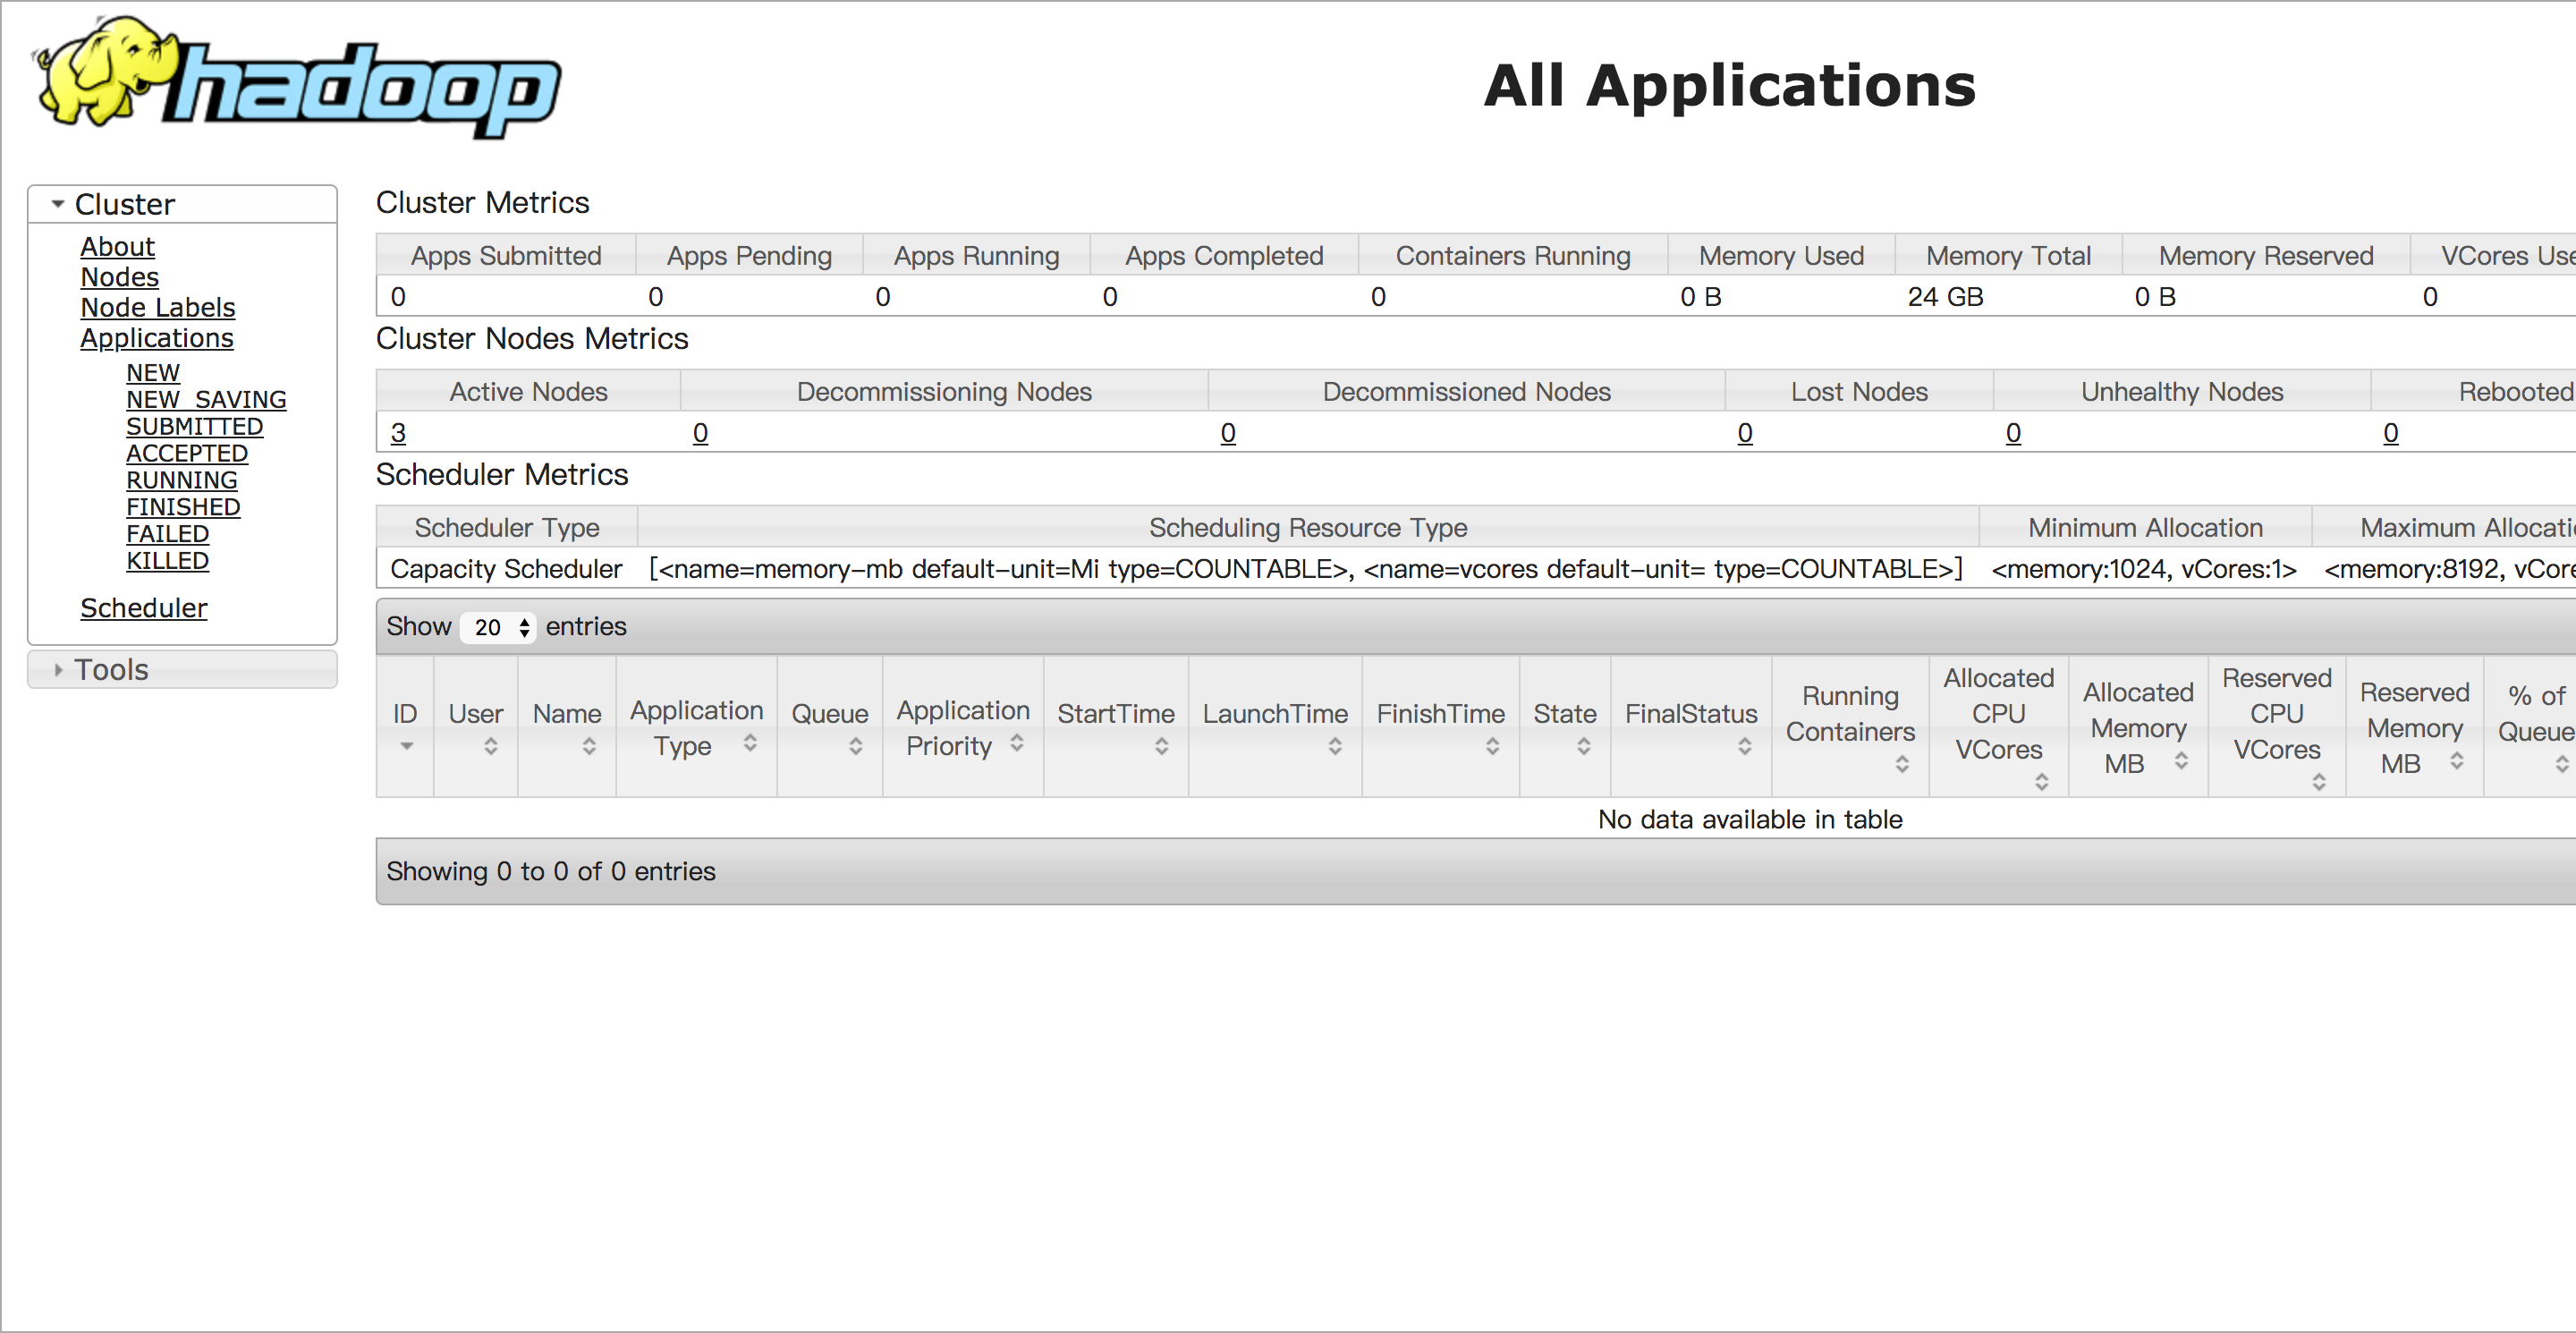 hadoop
All Applications
Cluster
About
Nodes
Node Labels
Applications
NEW
NEW_SAVING
SUBMITTED
ACCEPTED
RUNNING
FINISHED
FAILED
KILLED
Scheduler
Tools
Cluster Metrics
Apps Submitted Apps Pending Apps Running Apps Completed Containers Running Memory Used Memory Total Memory Reserved VCores Use
0 0 0 0 0 0 B 24 GB 0 B 0
Cluster Nodes Metrics
Active Nodes Decommissioning Nodes Decommissioned Nodes Lost Nodes Unhealthy Nodes Rebooted
3 0 0 0 0 0
Scheduler Metrics
Scheduler Type Scheduling Resource Type Minimum Allocation Maximum Allocati
Capacity Scheduler [<name=memory-mb default-unit=Mi type=COUNTABLE>, <name=vcores default-unit= type=COUNTABLE>] <memory:1024, vCores:1> <memory:8192, vCore
Show 20 entries
ID User Name Application Type Queue Application Priority StartTime LaunchTime FinishTime State FinalStatus Running Containers Allocated CPU VCores Allocated Memory MB Reserved CPU VCores Reserved Memory MB % of Queue
No data available in table
Showing 0 to 0 of 0 entries